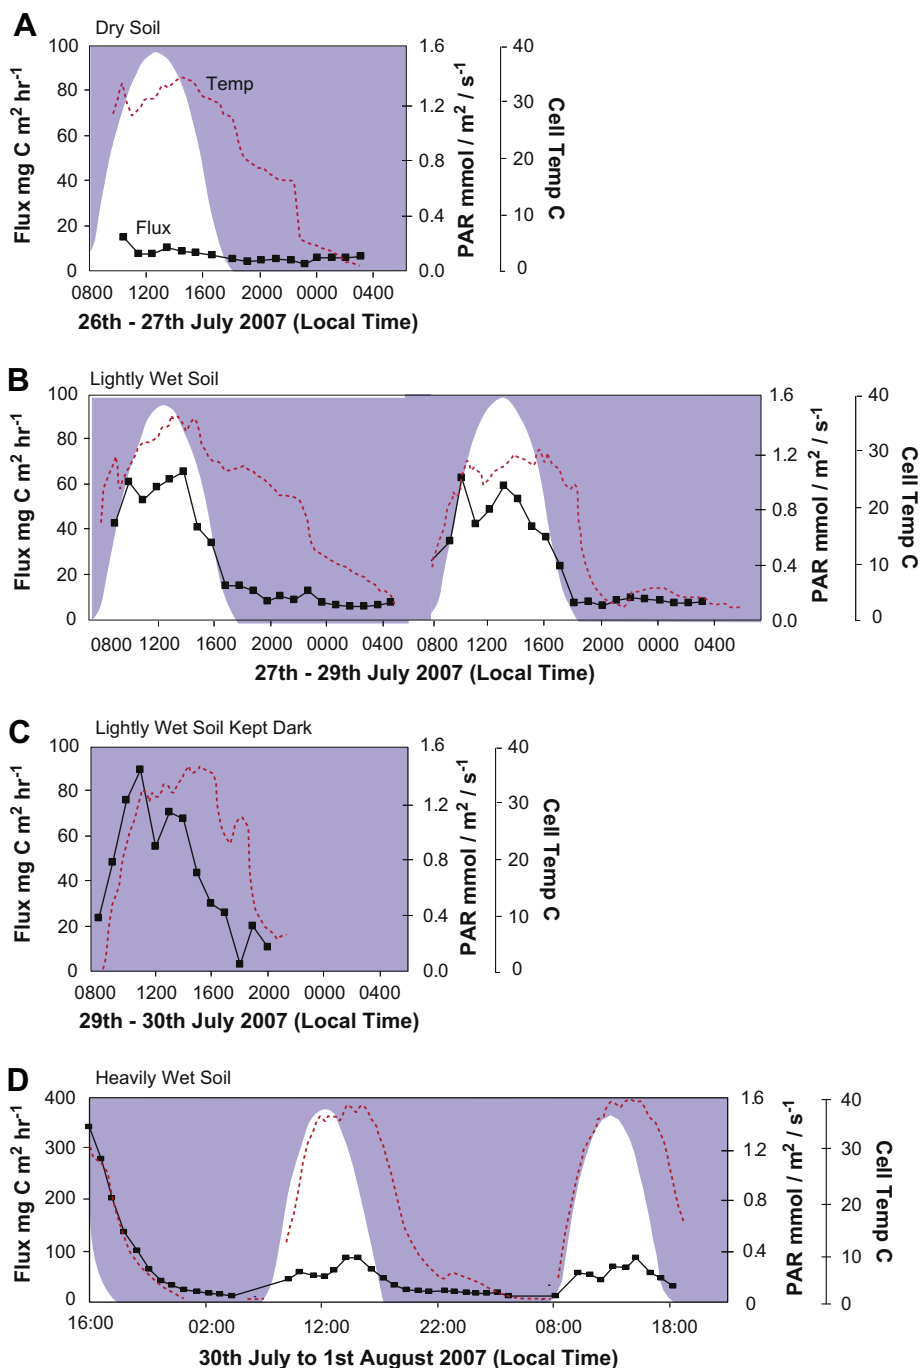 A Dry Soil
100 80 60 40 20 0
Flux mg C m² hr⁻¹
Temp
Flux
1.6 1.2 0.8 0.4 0.0
PAR mmol / m² / s⁻¹
40 30 20 10 0
Cell Temp C
0800 1200 1600 2000 0000 0400
26th - 27th July 2007 (Local Time)
B Lightly Wet Soil
100 80 60 40 20 0
Flux mg C m² hr⁻¹
1.6 1.2 0.8 0.4 0.0
PAR mmol / m² / s⁻¹
40 30 20 10 0
Cell Temp C
0800 1200 1600 2000 0000 0400 0800 1200 1600 2000 0000 0400
27th - 29th July 2007 (Local Time)
C Lightly Wet Soil Kept Dark
100 80 60 40 20 0
Flux mg C m² hr⁻¹
1.6 1.2 0.8 0.4 0.0
PAR mmol / m² / s⁻¹
40 30 20 10 0
Cell Temp C
0800 1200 1600 2000 0000 0400
29th - 30th July 2007 (Local Time)
D Heavily Wet Soil
400 300 200 100 0
Flux mg C m² hr⁻¹
1.6 1.2 0.8 0.4 0
PAR mmol / m² / s⁻¹
40 30 20 10 0
Cell Temp C
16:00 02:00 12:00 22:00 08:00 18:00
30th July to 1st August 2007 (Local Time)